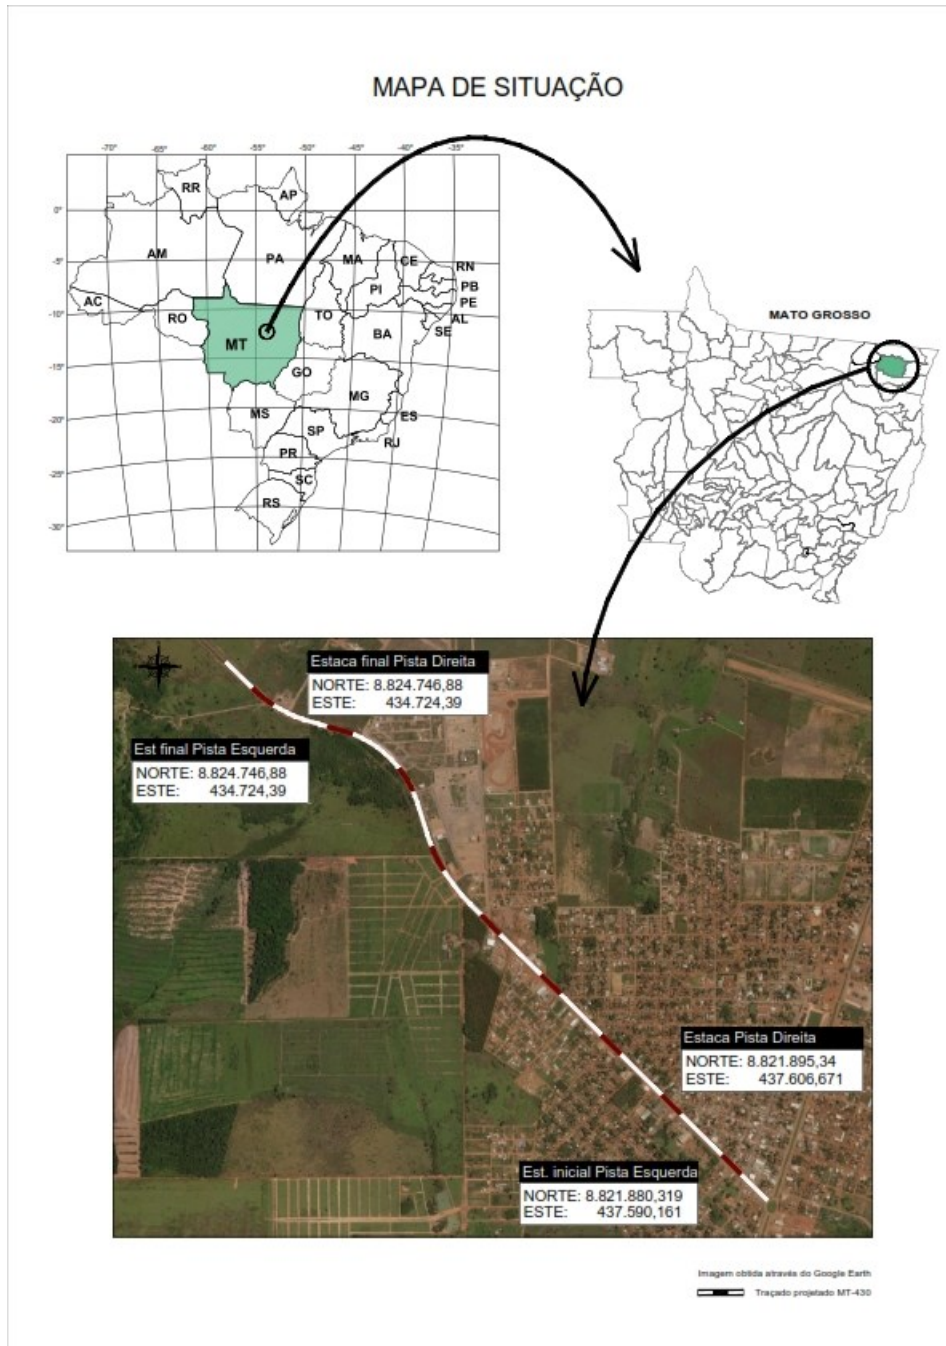 MAPA DE SITUAÇÃO
-70° -65° -60° -55° -50° -45° -40° -35°
0°
-5°
-10°
-15°
-20°
-25°
-30°
RR
AP
AM
PA
MA
CE
RN
PB
PE
AL
SE
PI
AC
RO
TO
BA
MT
GO
MG
ES
MS
SP
RJ
PR
SC
RS
MATO GROSSO
Estaca final Pista Direita
NORTE: 8.824.746,88
ESTE: 434.724,39
Est final Pista Esquerda
NORTE: 8.824.746,88
ESTE: 434.724,39
Estaca Pista Direita
NORTE: 8.821.895,34
ESTE: 437.606,671
Est. inicial Pista Esquerda
NORTE: 8.821.880,319
ESTE: 437.590,161
Imagem obtida através do Google Earth
Traçado projetado MT-430